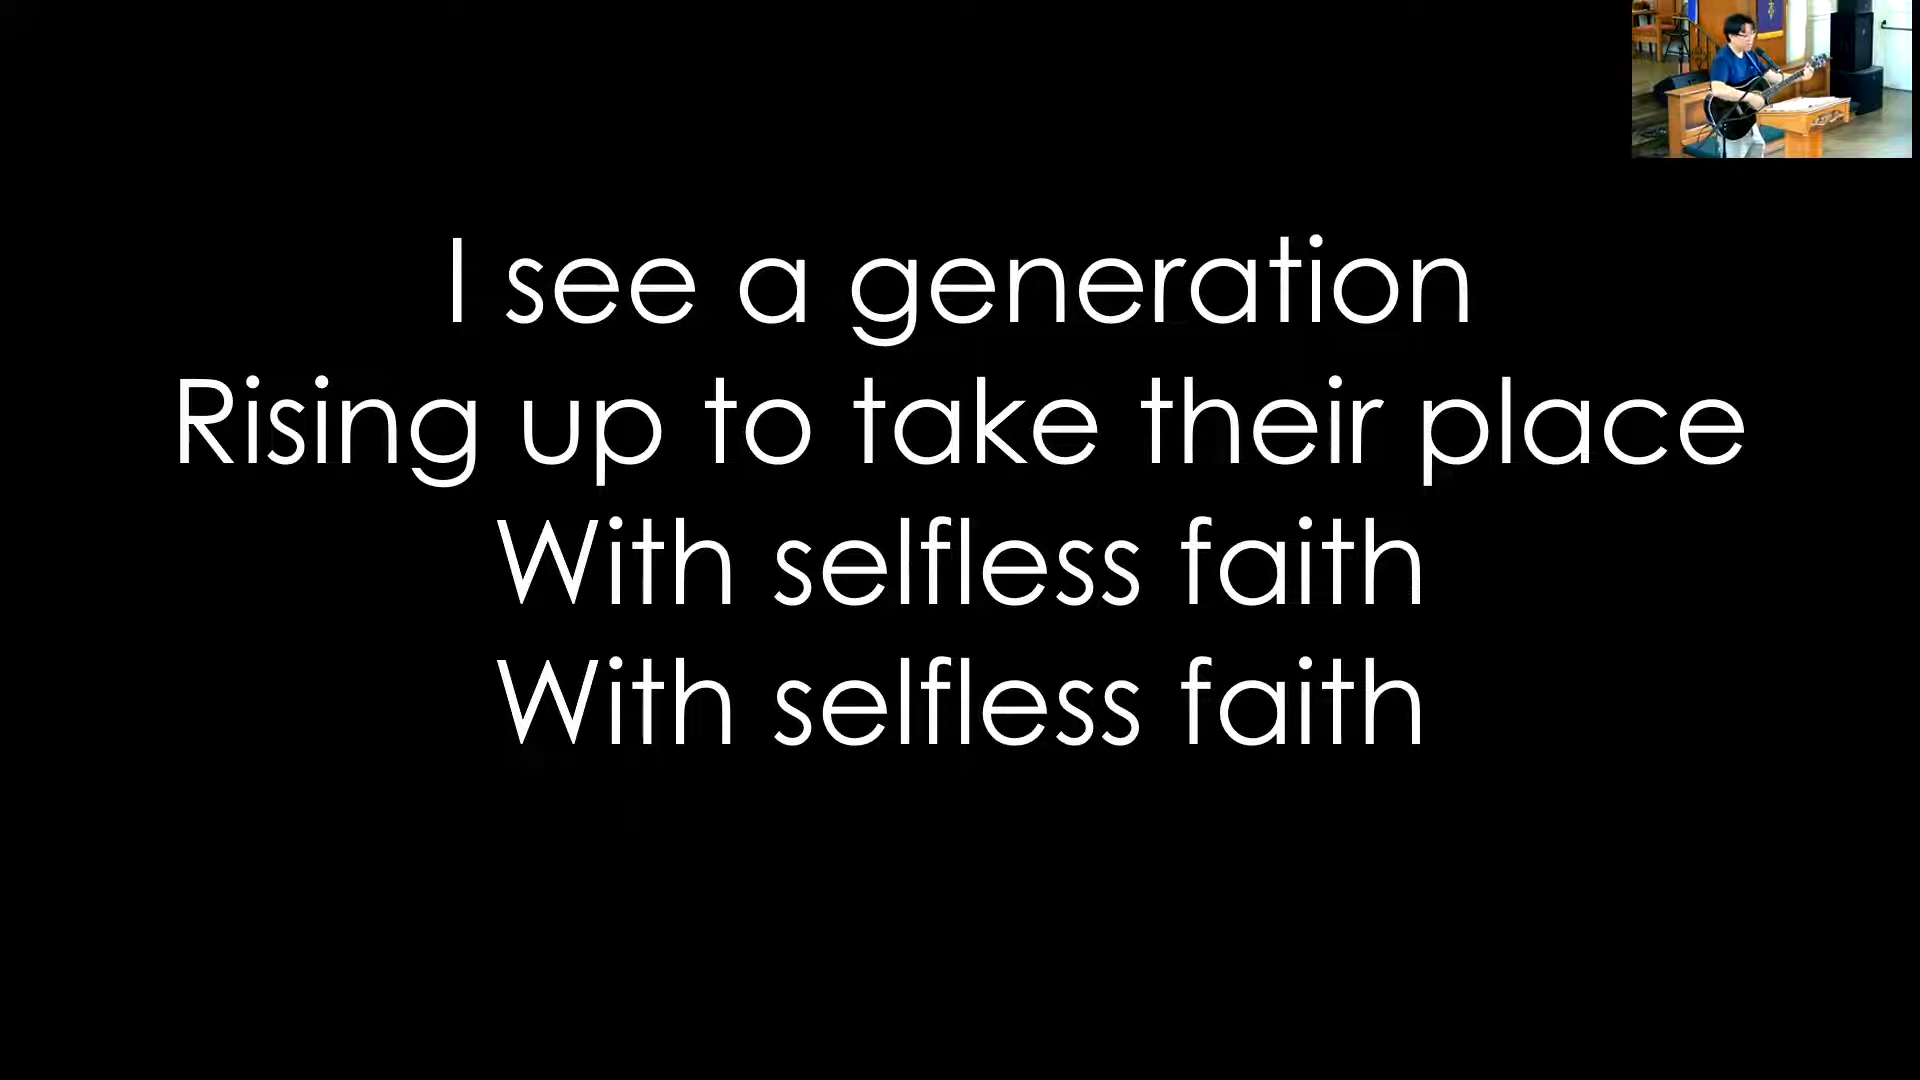 I see a generation
Rising up to take their place
With selfless faith
With selfless faith